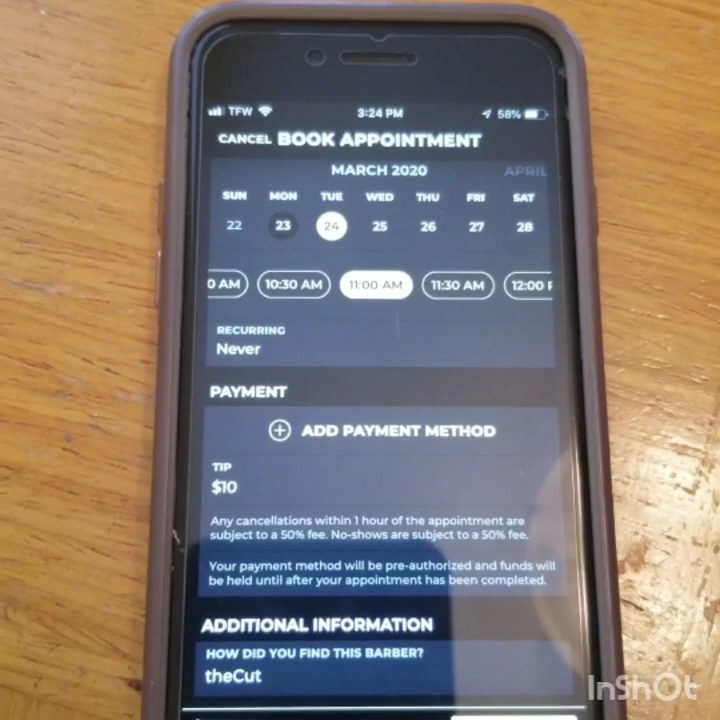 TFW 3:24 PM 58%
CANCEL BOOK APPOINTMENT
MARCH 2020 APRIL
SUN MON TUE WED THU FRI SAT
22 23 24 25 26 27 28
0 AM 10:30 AM 11:00 AM 11:30 AM 12:00 P
RECURRING
Never
PAYMENT
ADD PAYMENT METHOD
TIP
$10
Any cancellations within 1 hour of the appointment are
subject to a 50% fee. No-shows are subject to a 50% fee.
Your payment method will be pre-authorized and funds will
be held until after your appointment has been completed.
ADDITIONAL INFORMATION
HOW DID YOU FIND THIS BARBER?
theCut
InShOt